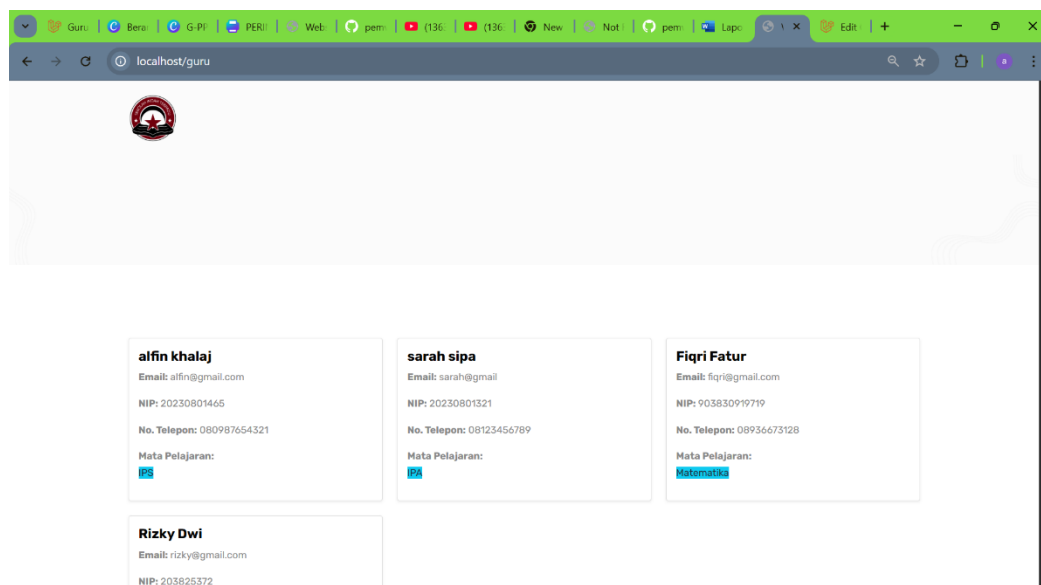 Guru Bera G-PP PERII Web pem (136 (136 New Not pem Lapo Edit
localhost/guru a
alfin khalaj
Email: alfin@gmail.com
NIP: 20230801465
No. Telepon: 080987654321
Mata Pelajaran:
IPS
sarah sipa
Email: sarah@gmail
NIP: 20230801321
No. Telepon: 08123456789
Mata Pelajaran:
IPA
Fiqri Fatur
Email: fiqri@gmail.com
NIP: 903830919719
No. Telepon: 08936673128
Mata Pelajaran:
Matematika
Rizky Dwi
Email: rizky@gmail.com
NIP: 203825372